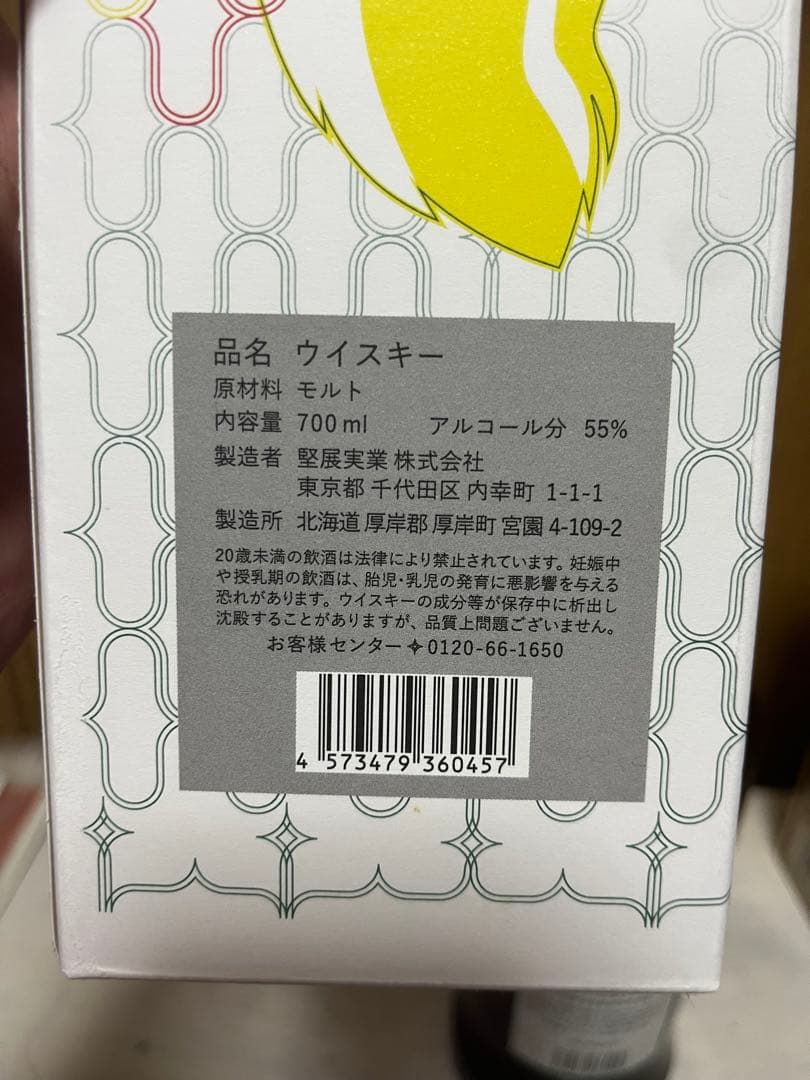 品名 ウイスキー
原材料 モルト
内容量 700ml アルコール分 55%
製造者 堅展実業 株式会社
東京都 千代田区 内幸町 1-1-1
製造所 北海道 厚岸郡 厚岸町 宮園 4-109-2
20歳未満の飲酒は法律により禁止されています。妊娠中
や授乳期の飲酒は、胎児・乳児の発育に悪影響を与える
恐れがあります。ウイスキーの成分等が保存中に析出し
沈殿することがありますが、品質上問題ございません。
お客様センター✧0120-66-1650
4 573479 360457